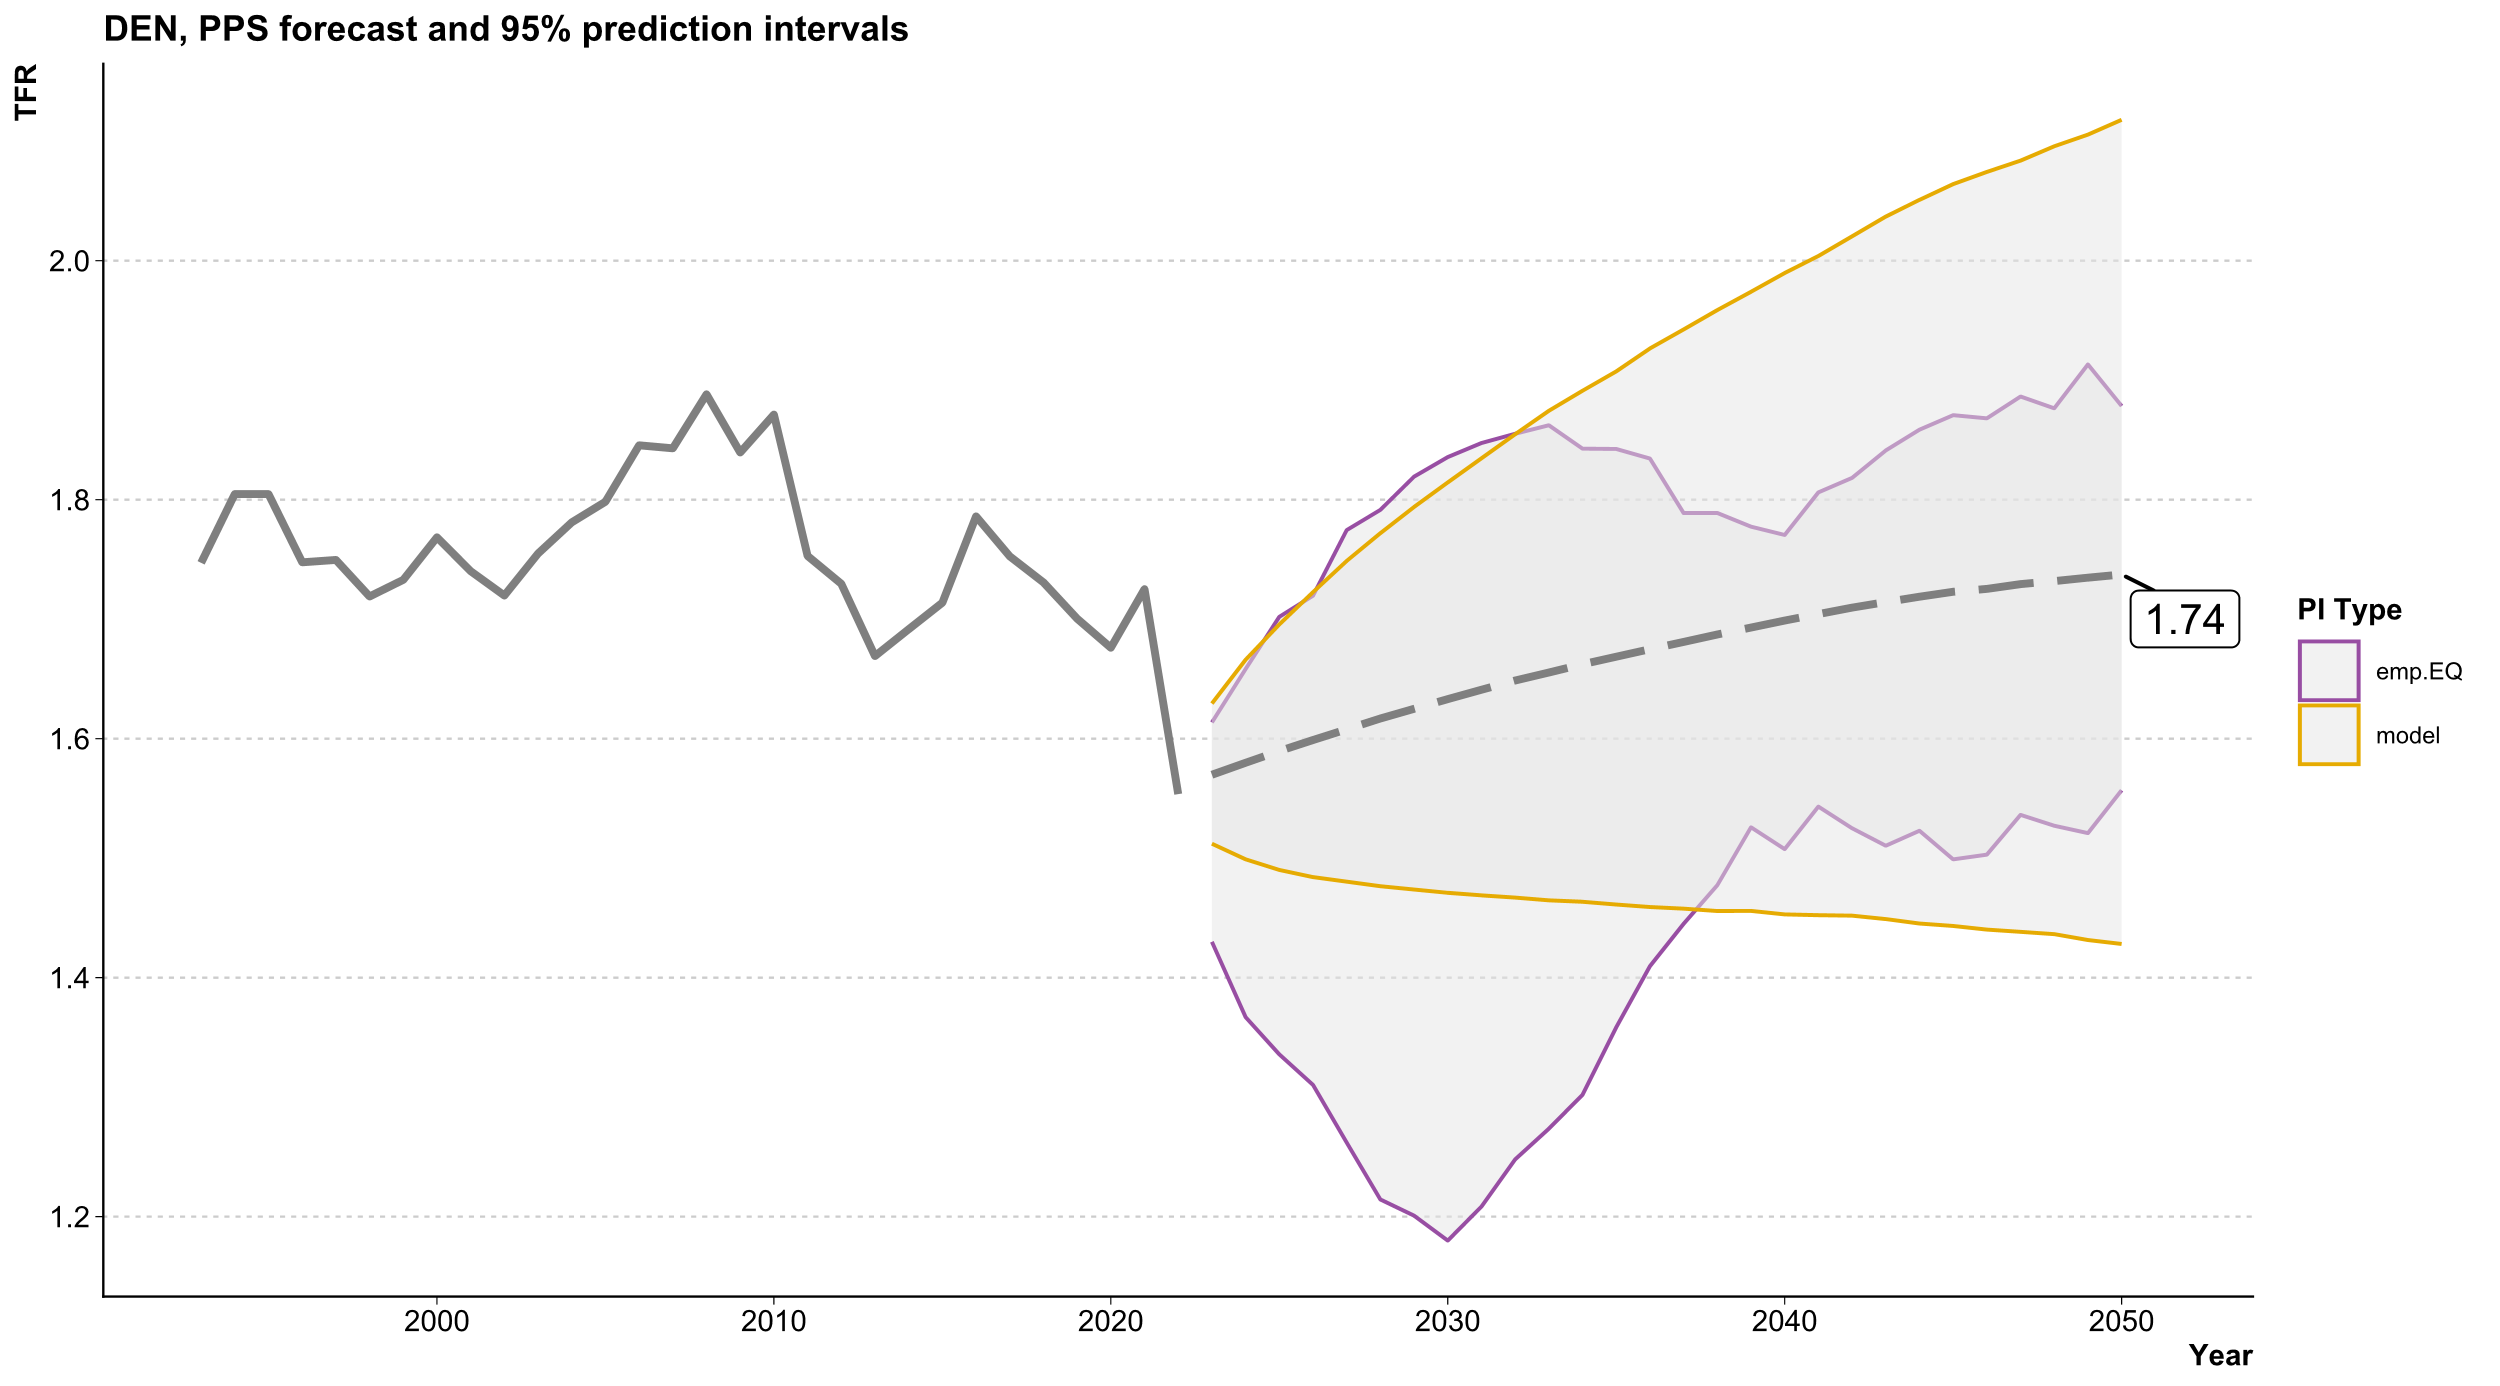 DEN, PPS forecast and 95% prediction intervals
TFR
2.0
1.8
1.6
1.4
1.2
2000 2010 2020 2030 2040 2050
Year
1.74
PI Type
emp.EQ
model